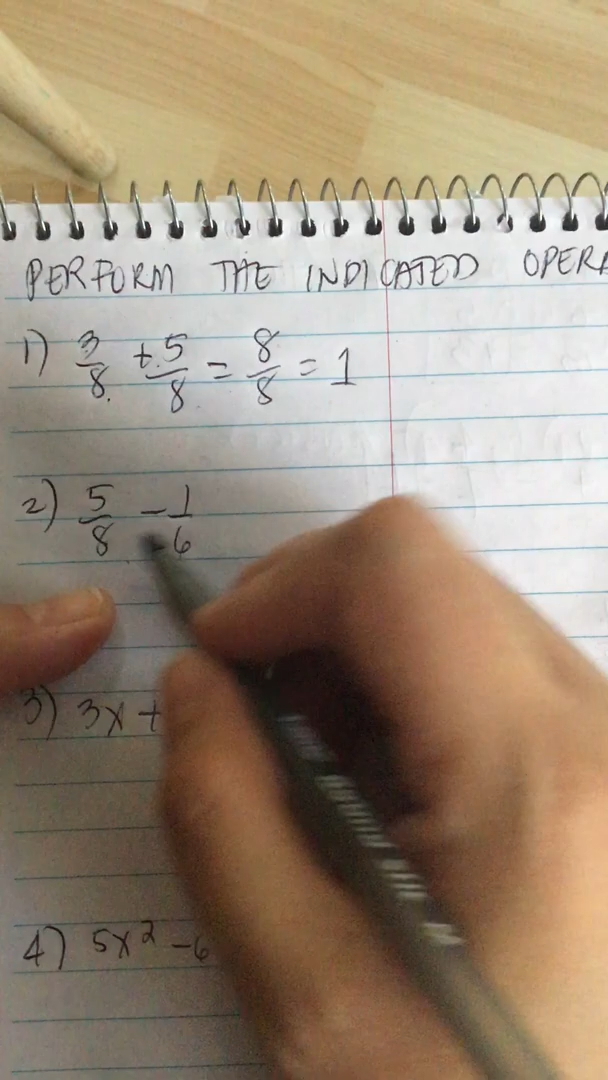 PERFORM THE INDICATED OPERA
1) 3/8 + 5/8 = 8/8 = 1
2) 5/8 - 1/6
3) 3x +
4) 5x² - 6